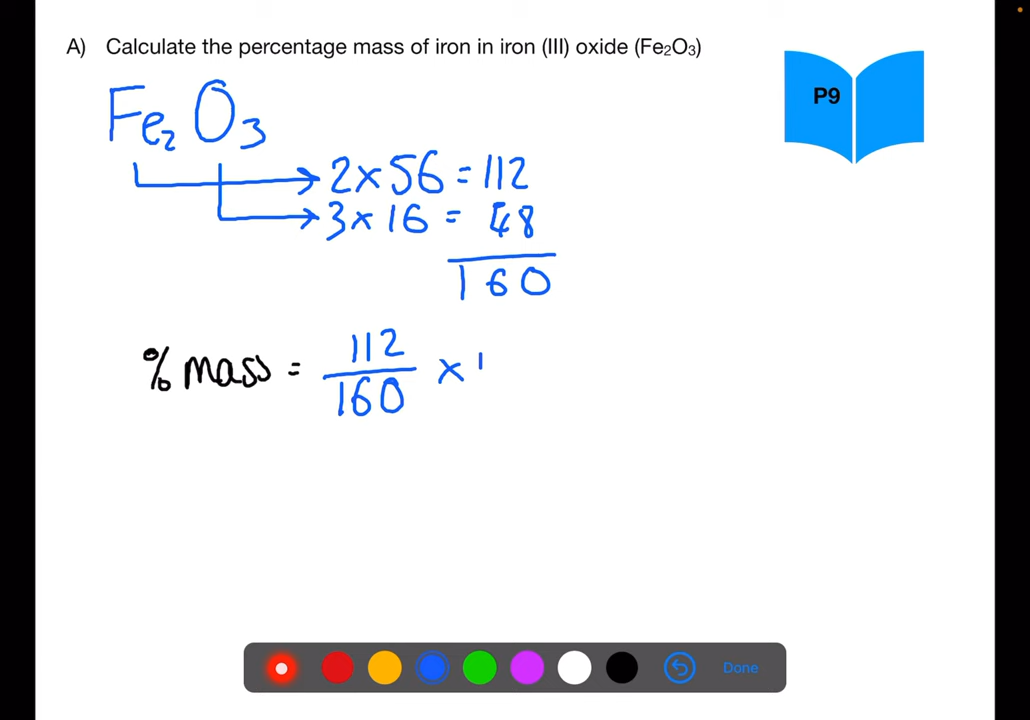 A) Calculate the percentage mass of iron in iron (III) oxide (Fe₂O₃)
P9
Fe₂O₃
2 × 56 = 112
3 × 16 = 48
160
% mass = 112/160 × 1
Done